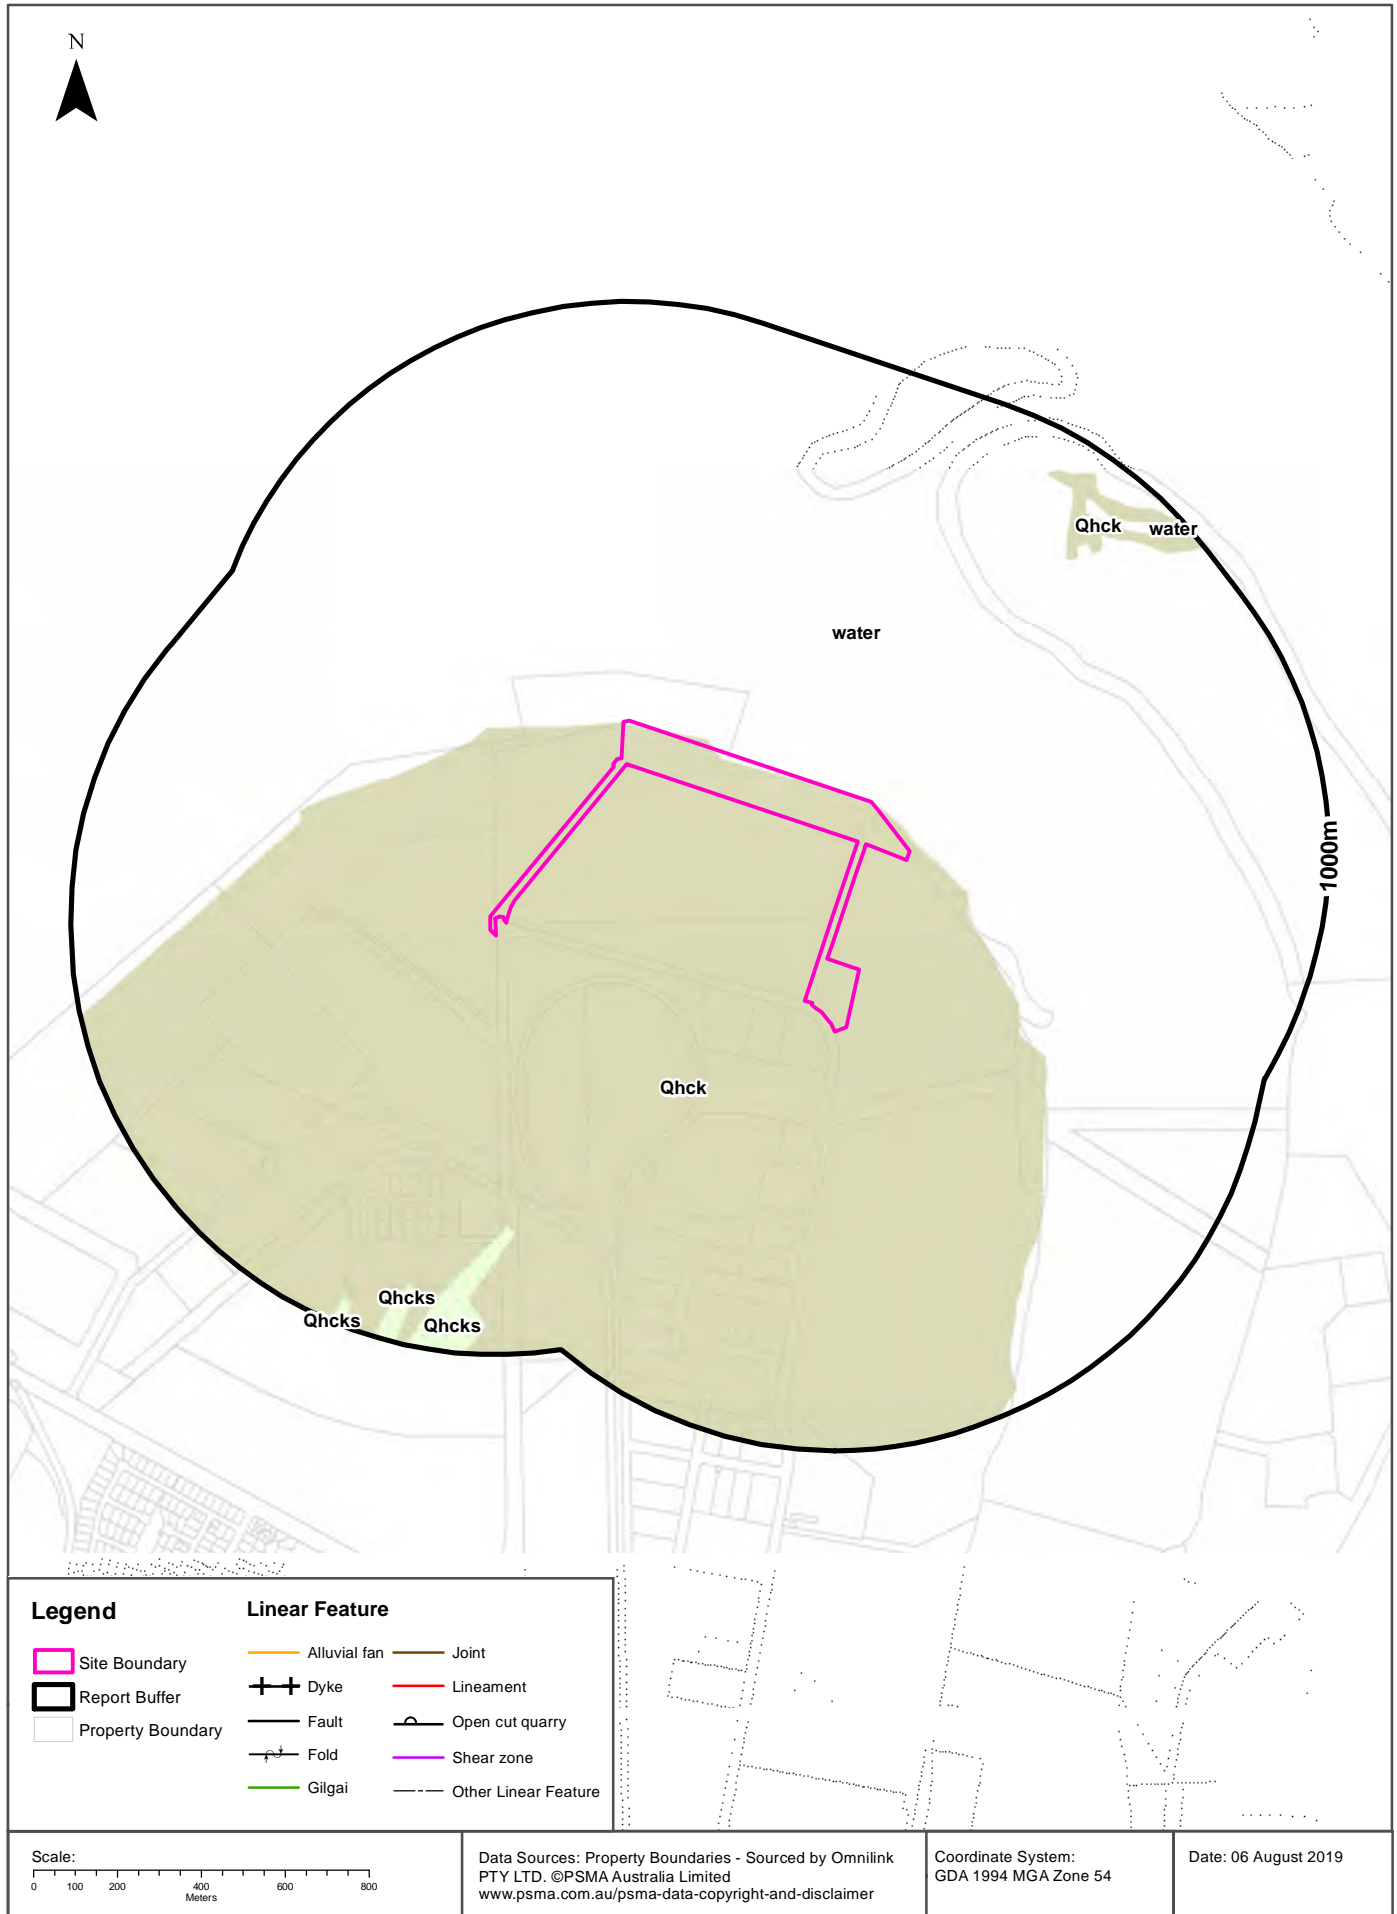 N
Qhck
water
water
1000m
Qhck
Qhcks
Qhcks
Qhcks
Legend
Site Boundary
Report Buffer
Property Boundary
Linear Feature
Alluvial fan
Dyke
Fault
Fold
Gilgai
Joint
Lineament
Open cut quarry
Shear zone
Other Linear Feature
Scale:
0 100 200 400 600 800
Meters
Data Sources: Property Boundaries - Sourced by Omnilink
PTY LTD. ©PSMA Australia Limited
www.psma.com.au/psma-data-copyright-and-disclaimer
Coordinate System:
GDA 1994 MGA Zone 54
Date: 06 August 2019